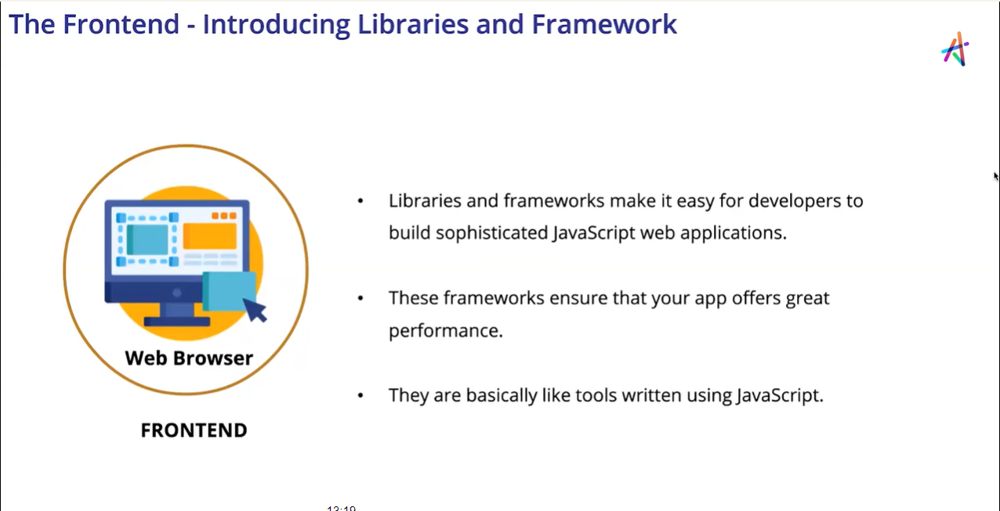 The Frontend - Introducing Libraries and Framework
• Libraries and frameworks make it easy for developers to
build sophisticated JavaScript web applications.
• These frameworks ensure that your app offers great
performance.
• They are basically like tools written using JavaScript.
Web Browser
FRONTEND
13:19